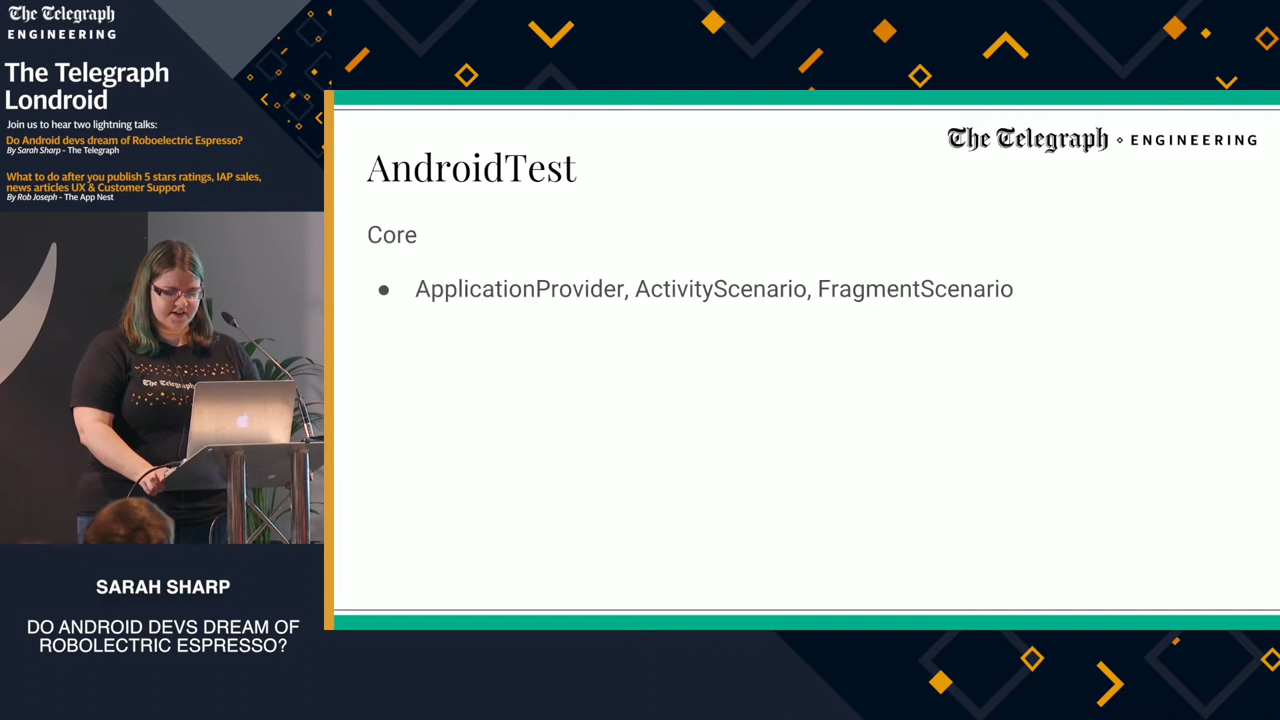 The Telegraph
ENGINEERING
The Telegraph
Londroid
Join us to hear two lightning talks:
Do Android devs dream of Roboelectric Espresso?
By Sarah Sharp - The Telegraph
What to do after you publish 5 stars ratings, IAP sales,
news articles UX & Customer Support
By Rob Joseph - The App Nest
The Telegraph
SARAH SHARP
DO ANDROID DEVS DREAM OF
ROBOLECTRIC ESPRESSO?
The Telegraph ENGINEERING
AndroidTest
Core
● ApplicationProvider, ActivityScenario, FragmentScenario